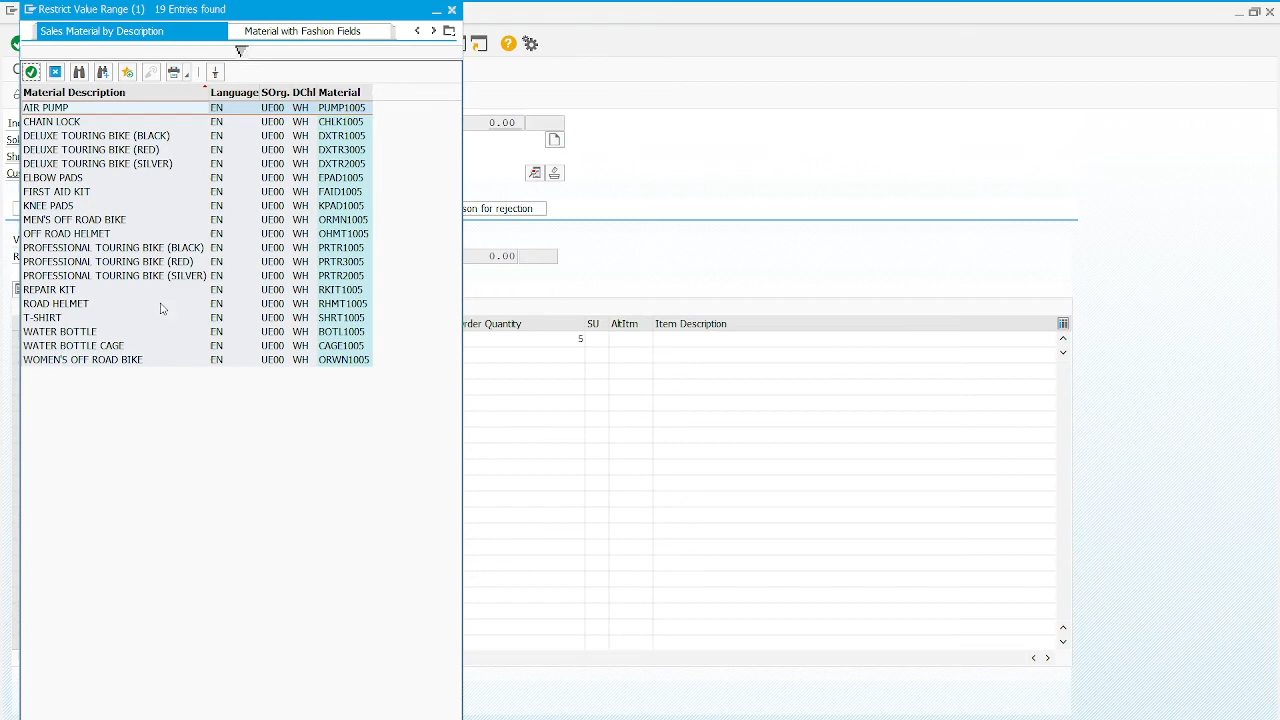 Restrict Value Range (1) 19 Entries found
Sales Material by Description
Material with Fashion Fields
Material Description Language SOrg. DChl Material
AIR PUMP EN UE00 WH PUMP1005
CHAIN LOCK EN UE00 WH CHLK1005
DELUXE TOURING BIKE (BLACK) EN UE00 WH DXTR1005
DELUXE TOURING BIKE (RED) EN UE00 WH DXTR3005
DELUXE TOURING BIKE (SILVER) EN UE00 WH DXTR2005
ELBOW PADS EN UE00 WH EPAD1005
FIRST AID KIT EN UE00 WH FAID1005
KNEE PADS EN UE00 WH KPAD1005
MEN'S OFF ROAD BIKE EN UE00 WH ORMN1005
OFF ROAD HELMET EN UE00 WH OHMT1005
PROFESSIONAL TOURING BIKE (BLACK) EN UE00 WH PRTR1005
PROFESSIONAL TOURING BIKE (RED) EN UE00 WH PRTR3005
PROFESSIONAL TOURING BIKE (SILVER) EN UE00 WH PRTR2005
REPAIR KIT EN UE00 WH RKIT1005
ROAD HELMET EN UE00 WH RHMT1005
T-SHIRT EN UE00 WH SHRT1005
WATER BOTTLE EN UE00 WH BOTL1005
WATER BOTTLE CAGE EN UE00 WH CAGE1005
WOMEN'S OFF ROAD BIKE EN UE00 WH ORWN1005
0.00
son for rejection
0.00
rder Quantity SU AltItm Item Description
5